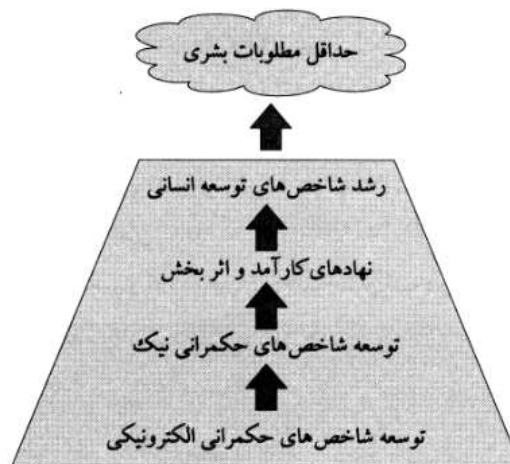 حداقل مطلوبات بشری
رشد شاخص‌های توسعه انسانی
نهادهای کارآمد و اثر بخش
توسعه شاخص‌های حکمرانی نیک
توسعه شاخص‌های حکمرانی الکترونیکی